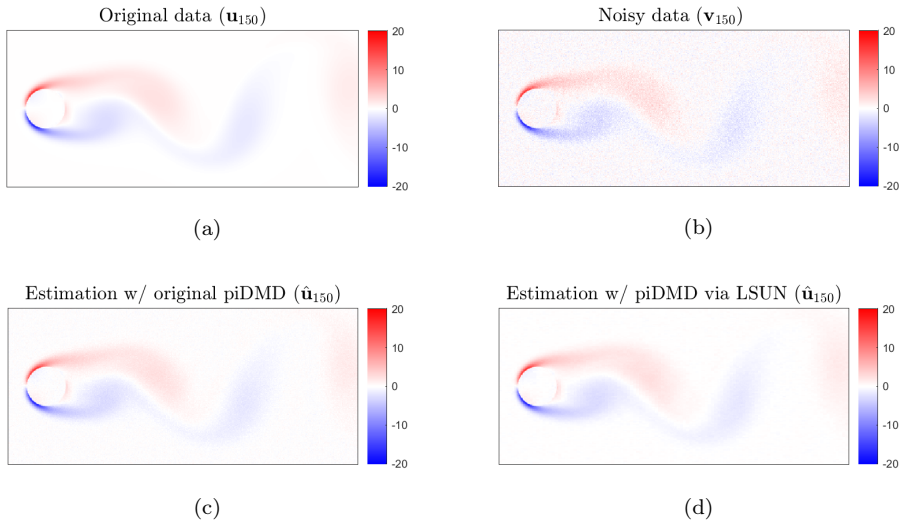 Original data (u₁₅₀)
20
10
0
-10
-20
(a)
Noisy data (v₁₅₀)
20
10
0
-10
-20
(b)
Estimation w/ original piDMD (û₁₅₀)
20
10
0
-10
-20
(c)
Estimation w/ piDMD via LSUN (û₁₅₀)
20
10
0
-10
-20
(d)